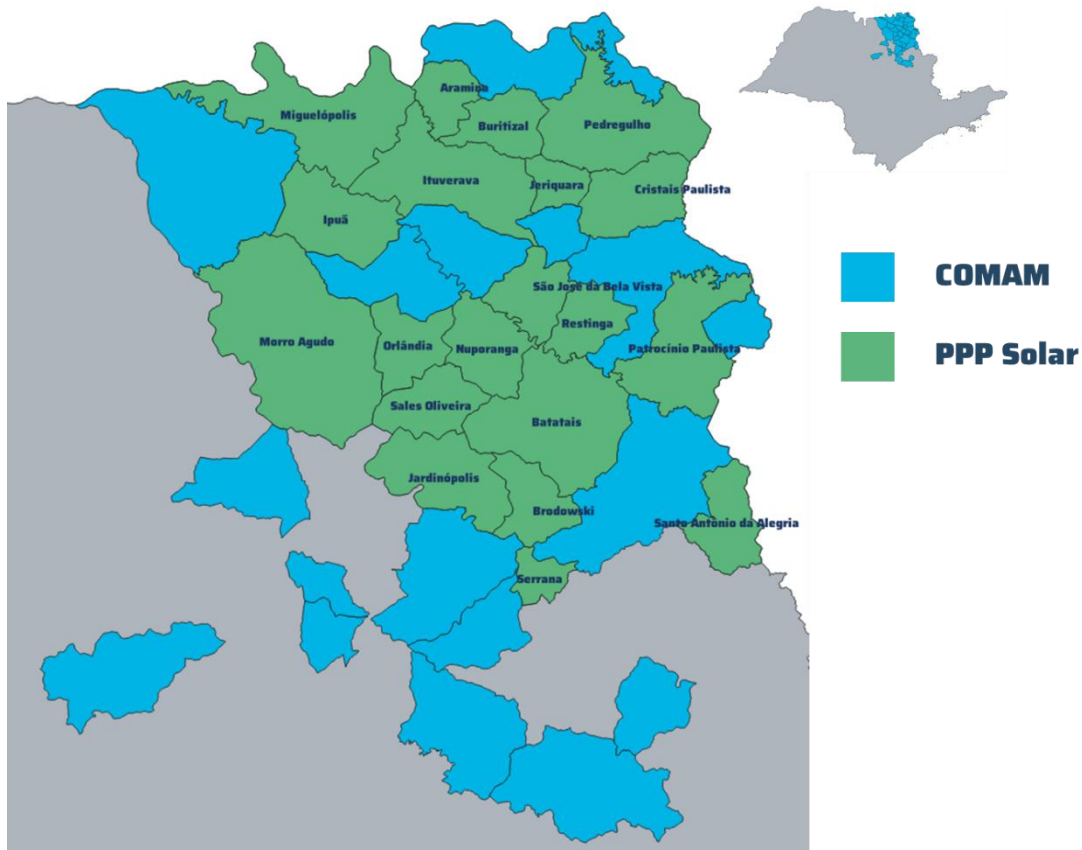 Aramina
Miguelópolis
Buritizal
Pedregulho
Ituverava
Jeriquara
Cristais Paulista
Ipuã
São José da Bela Vista
Restinga
Morro Agudo
Orlândia
Nuporanga
Patrocínio Paulista
Sales Oliveira
Batatais
Jardinópolis
Brodowski
Santo Antônio da Alegria
Serrana
COMAM
PPP Solar